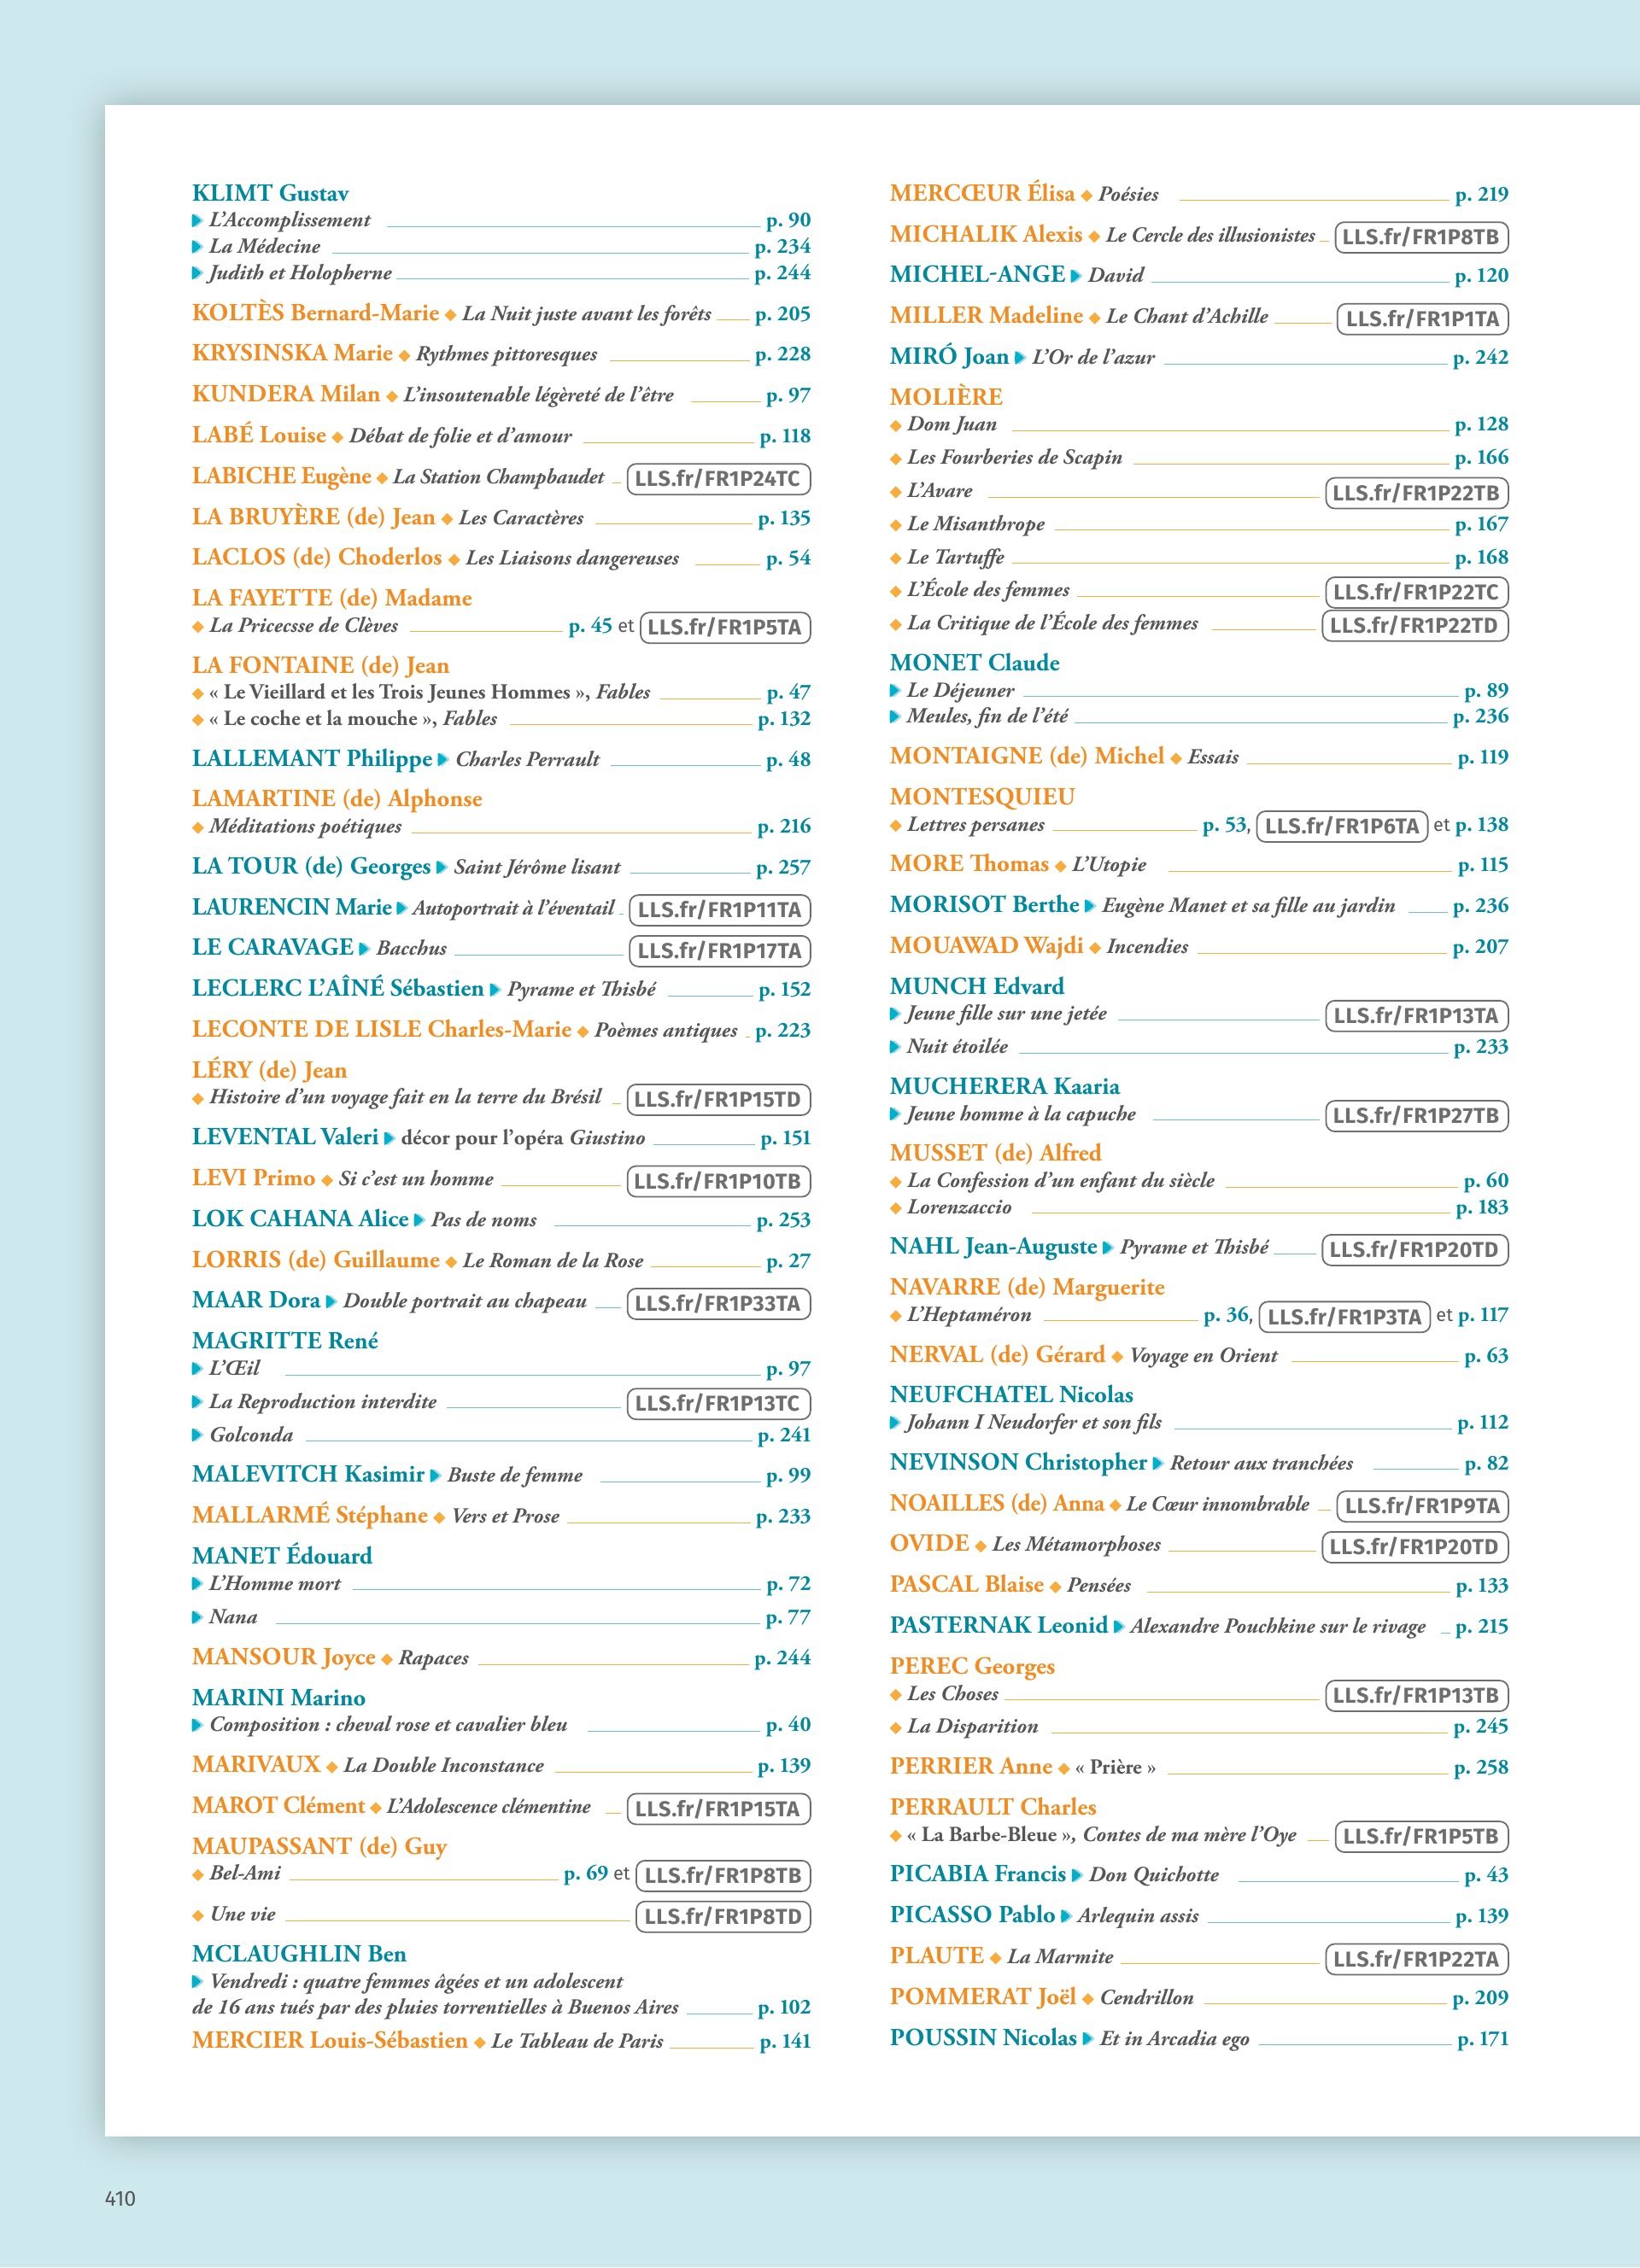 KLIMT Gustav
L'Accomplissement p. 90
La Médecine p. 234
Judith et Holopherne p. 244
KOLTÈS Bernard-Marie ◆ La Nuit juste avant les forêts p. 205
KRYSINSKA Marie ◆ Rythmes pittoresques p. 228
KUNDERA Milan ◆ L'insoutenable légèreté de l'être p. 97
LABÉ Louise ◆ Débat de folie et d'amour p. 118
LABICHE Eugène ◆ La Station Champbaudet LLS.fr/FR1P24TC
LA BRUYÈRE (de) Jean ◆ Les Caractères p. 135
LACLOS (de) Choderlos ◆ Les Liaisons dangereuses p. 54
LA FAYETTE (de) Madame
◆ La Pricecsse de Clèves p. 45 et LLS.fr/FR1P5TA
LA FONTAINE (de) Jean
◆ « Le Vieillard et les Trois Jeunes Hommes », Fables p. 47
◆ « Le coche et la mouche », Fables p. 132
LALLEMANT Philippe ▶ Charles Perrault p. 48
LAMARTINE (de) Alphonse
◆ Méditations poétiques p. 216
LA TOUR (de) Georges ▶ Saint Jérôme lisant p. 257
LAURENCIN Marie ▶ Autoportrait à l'éventail LLS.fr/FR1P11TA
LE CARAVAGE ▶ Bacchus LLS.fr/FR1P17TA
LECLERC L'AÎNÉ Sébastien ▶ Pyrame et Thisbé p. 152
LECONTE DE LISLE Charles-Marie ◆ Poèmes antiques p. 223
LÉRY (de) Jean
◆ Histoire d'un voyage fait en la terre du Brésil LLS.fr/FR1P15TD
LEVENTAL Valeri ▶ décor pour l'opéra Giustino p. 151
LEVI Primo ◆ Si c'est un homme LLS.fr/FR1P10TB
LOK CAHANA Alice ▶ Pas de noms p. 253
LORRIS (de) Guillaume ◆ Le Roman de la Rose p. 27
MAAR Dora ▶ Double portrait au chapeau LLS.fr/FR1P33TA
MAGRITTE René
▶ L'Œil p. 97
▶ La Reproduction interdite LLS.fr/FR1P13TC
▶ Golconda p. 241
MALEVITCH Kasimir ▶ Buste de femme p. 99
MALLARMÉ Stéphane ◆ Vers et Prose p. 233
MANET Édouard
▶ L'Homme mort p. 72
▶ Nana p. 77
MANSOUR Joyce ◆ Rapaces p. 244
MARINI Marino
▶ Composition : cheval rose et cavalier bleu p. 40
MARIVAUX ◆ La Double Inconstance p. 139
MAROT Clément ◆ L'Adolescence clémentine LLS.fr/FR1P15TA
MAUPASSANT (de) Guy
◆ Bel-Ami p. 69 et LLS.fr/FR1P8TB
◆ Une vie LLS.fr/FR1P8TD
MCLAUGHLIN Ben
▶ Vendredi : quatre femmes âgées et un adolescent
de 16 ans tués par des pluies torrentielles à Buenos Aires p. 102
MERCIER Louis-Sébastien ◆ Le Tableau de Paris p. 141
MERCŒUR Élisa ◆ Poésies p. 219
MICHALIK Alexis ◆ Le Cercle des illusionistes LLS.fr/FR1P8TB
MICHEL-ANGE ▶ David p. 120
MILLER Madeline ◆ Le Chant d'Achille LLS.fr/FR1P1TA
MIRÓ Joan ▶ L'Or de l'azur p. 242
MOLIÈRE
◆ Dom Juan p. 128
◆ Les Fourberies de Scapin p. 166
◆ L'Avare LLS.fr/FR1P22TB
◆ Le Misanthrope p. 167
◆ Le Tartuffe p. 168
◆ L'École des femmes LLS.fr/FR1P22TC
◆ La Critique de l'École des femmes LLS.fr/FR1P22TD
MONET Claude
▶ Le Déjeuner p. 89
▶ Meules, fin de l'été p. 236
MONTAIGNE (de) Michel ◆ Essais p. 119
MONTESQUIEU
◆ Lettres persanes p. 53, LLS.fr/FR1P6TA et p. 138
MORE Thomas ◆ L'Utopie p. 115
MORISOT Berthe ▶ Eugène Manet et sa fille au jardin p. 236
MOUAWAD Wajdi ◆ Incendies p. 207
MUNCH Edvard
▶ Jeune fille sur une jetée LLS.fr/FR1P13TA
▶ Nuit étoilée p. 233
MUCHERERA Kaaria
▶ Jeune homme à la capuche LLS.fr/FR1P27TB
MUSSET (de) Alfred
◆ La Confession d'un enfant du siècle p. 60
◆ Lorenzaccio p. 183
NAHL Jean-Auguste ▶ Pyrame et Thisbé LLS.fr/FR1P20TD
NAVARRE (de) Marguerite
◆ L'Heptaméron p. 36, LLS.fr/FR1P3TA et p. 117
NERVAL (de) Gérard ◆ Voyage en Orient p. 63
NEUFCHATEL Nicolas
▶ Johann I Neudorfer et son fils p. 112
NEVINSON Christopher ▶ Retour aux tranchées p. 82
NOAILLES (de) Anna ◆ Le Cœur innombrable LLS.fr/FR1P9TA
OVIDE ◆ Les Métamorphoses LLS.fr/FR1P20TD
PASCAL Blaise ◆ Pensées p. 133
PASTERNAK Leonid ▶ Alexandre Pouchkine sur le rivage p. 215
PEREC Georges
◆ Les Choses LLS.fr/FR1P13TB
◆ La Disparition p. 245
PERRIER Anne ◆ « Prière » p. 258
PERRAULT Charles
◆ « La Barbe-Bleue », Contes de ma mère l'Oye LLS.fr/FR1P5TB
PICABIA Francis ▶ Don Quichotte p. 43
PICASSO Pablo ▶ Arlequin assis p. 139
PLAUTE ◆ La Marmite LLS.fr/FR1P22TA
POMMERAT Joël ◆ Cendrillon p. 209
POUSSIN Nicolas ▶ Et in Arcadia ego p. 171
410